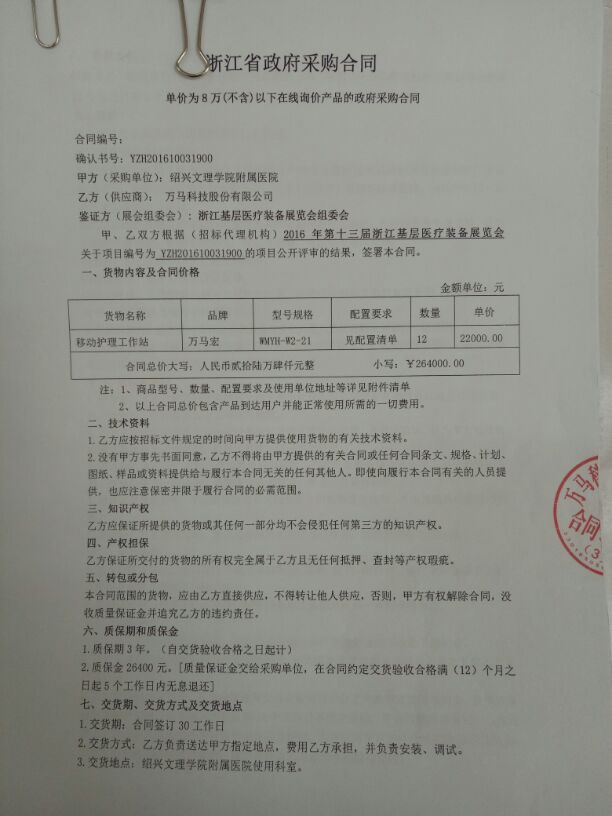 浙江省政府采购合同
单价为8万(不含)以下在线询价产品的政府采购合同
合同编号：
确认书号：YZH201610031900
甲方（采购单位）：绍兴文理学院附属医院
乙方（供应商）： 万马科技股份有限公司
鉴证方（展会组委会）：浙江基层医疗装备展览会组委会
甲、乙双方根据（招标代理机构）2016 年第十三届浙江基层医疗装备展览会
关于项目编号为 YZH201610031900 的项目公开评审的结果，签署本合同。
一、货物内容及合同价格
金额单位：元
货物名称 品牌 型号规格 配置要求 数量 单价
移动护理工作站 万马宏 WMYH-W2-21 见配置清单 12 22000.00
合同总价大写：人民币贰拾陆万肆仟元整 小写：￥264000.00
注：1、商品型号、数量、配置要求及使用单位地址等详见附件清单
2、以上合同总价包含产品到达用户并能正常使用所需的一切费用。
二、技术资料
1.乙方应按招标文件规定的时间向甲方提供使用货物的有关技术资料。
2.没有甲方事先书面同意，乙方不得将由甲方提供的有关合同或任何合同条文、规格、计划、
图纸、样品或资料提供给与履行本合同无关的任何其他人。即使向履行本合同有关的人员提
供，也应注意保密并限于履行合同的必需范围。
三、知识产权
乙方应保证所提供的货物或其任何一部分均不会侵犯任何第三方的知识产权。
四、产权担保
乙方保证所交付的货物的所有权完全属于乙方且无任何抵押、查封等产权瑕疵。
五、转包或分包
本合同范围的货物，应由乙方直接供应，不得转让他人供应，否则，甲方有权解除合同，没
收质量保证金并追究乙方的违约责任。
六、质保期和质保金
1.质保期 3 年。（自交货验收合格之日起计）
2.质保金 26400 元。[质量保证金交给采购单位，在合同约定交货验收合格满（12）个月之
日起 5 个工作日内无息退还]
七、交货期、交货方式及交货地点
1.交货期：合同签订 30 工作日
2.交货方式：乙方负责送达甲方指定地点，费用乙方承担，并负责安装、调试。
3.交货地点：绍兴文理学院附属医院使用科室。
万马
合同
(3